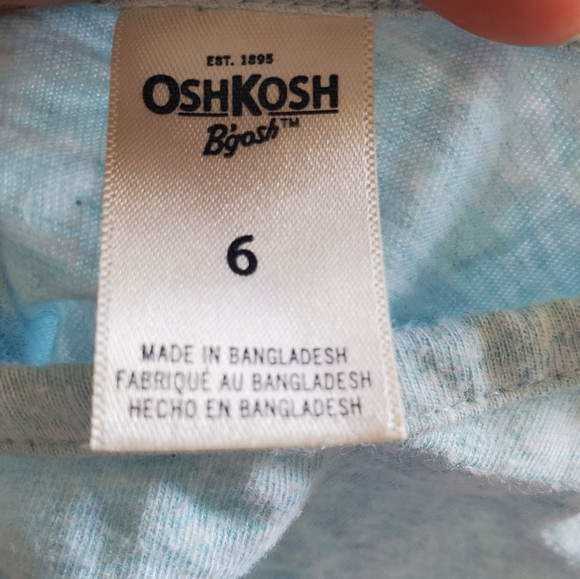 EST. 1895
OSHKOSH
B'gosh™
6
MADE IN BANGLADESH
FABRIQUÉ AU BANGLADESH
HECHO EN BANGLADESH